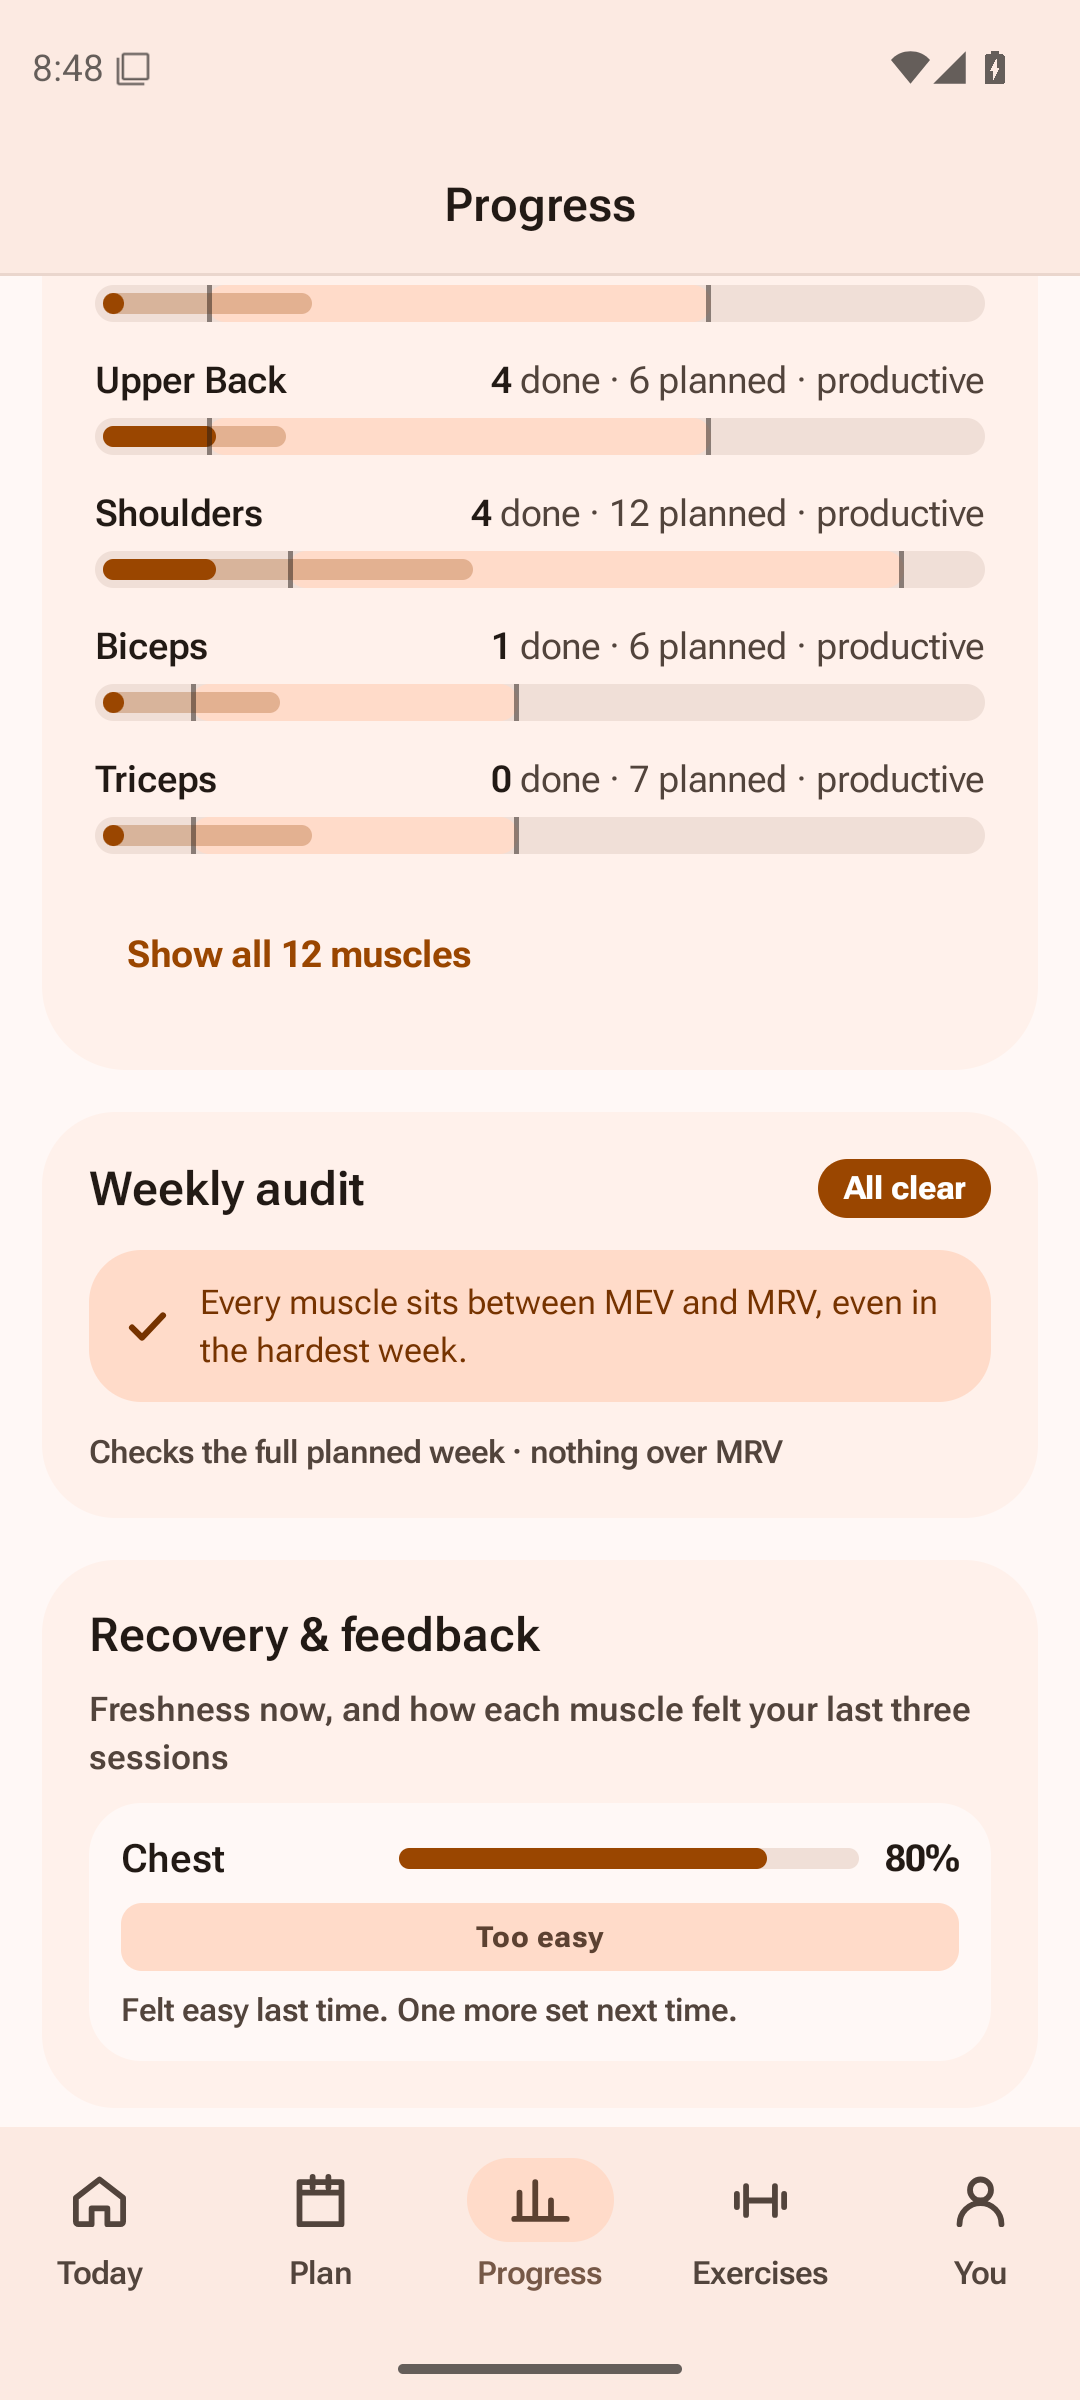 8:48
Progress
Upper Back 4 done · 6 planned · productive
Shoulders 4 done · 12 planned · productive
Biceps 1 done · 6 planned · productive
Triceps 0 done · 7 planned · productive
Show all 12 muscles
Weekly audit All clear
Every muscle sits between MEV and MRV, even in
the hardest week.
Checks the full planned week · nothing over MRV
Recovery & feedback
Freshness now, and how each muscle felt your last three
sessions
Chest 80%
Too easy
Felt easy last time. One more set next time.
Today Plan Progress Exercises You